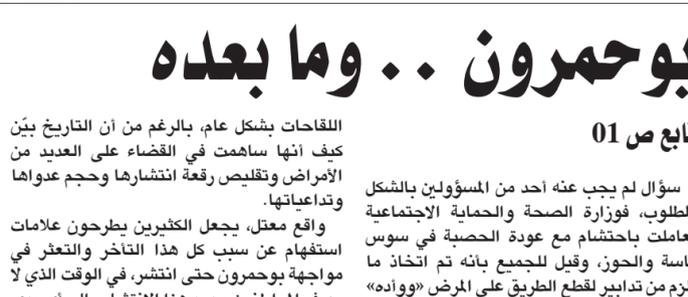 بوحمرون .. وما بعده
تابع ص 01
سؤال لم يجب عنه أحد من المسؤولين بالشكل
المطلوب، فوزارة الصحة والحماية الاجتماعية
تعاملت باحتشام مع عودة الحصبة في سوس
ماسة والحوز، وقيل للجميع بأنه تم اتخاذ ما
يلزم من تدابير لقطع الطريق على المرض «ووأده»
اللقاحات بشكل عام، بالرغم من أن التاريخ بيّن
كيف أنها ساهمت في القضاء على العديد من
الأمراض وتقليص رقعة انتشارها وحجم عدواها
وتداعياتها.
واقع معتل، يجعل الكثيرين يطرحون علامات
استفهام عن سبب كل هذا التأخر والتعثر في
مواجهة بوحمرون حتى انتشر، في الوقت الذي لا